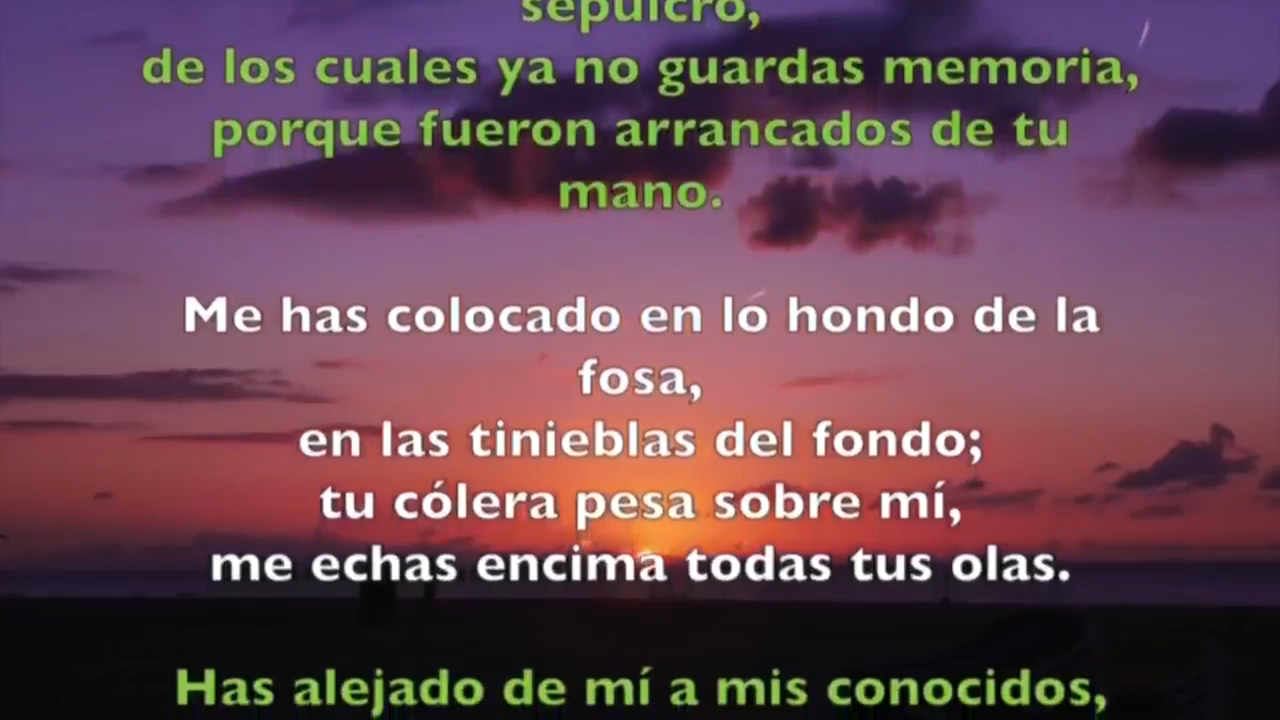 sepulcro,
de los cuales ya no guardas memoria,
porque fueron arrancados de tu
mano.
Me has colocado en lo hondo de la
fosa,
en las tinieblas del fondo;
tu cólera pesa sobre mí,
me echas encima todas tus olas.
Has alejado de mí a mis conocidos,